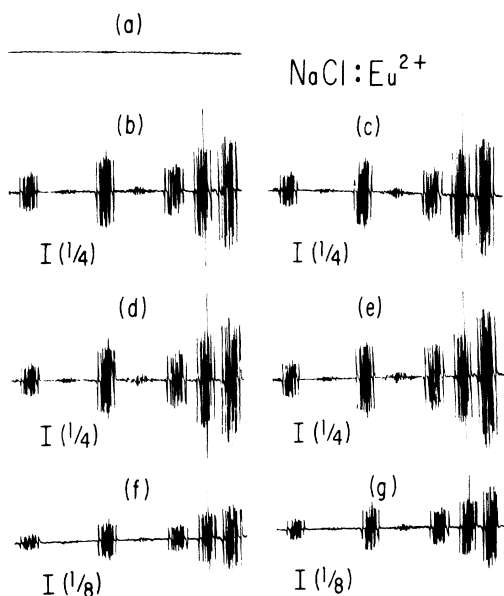 (a)
NaCl:Eu²⁺
(b)
(c)
I (1/4)
I (1/4)
(d)
(e)
I (1/4)
I (1/4)
(f)
(g)
I (1/8)
I (1/8)